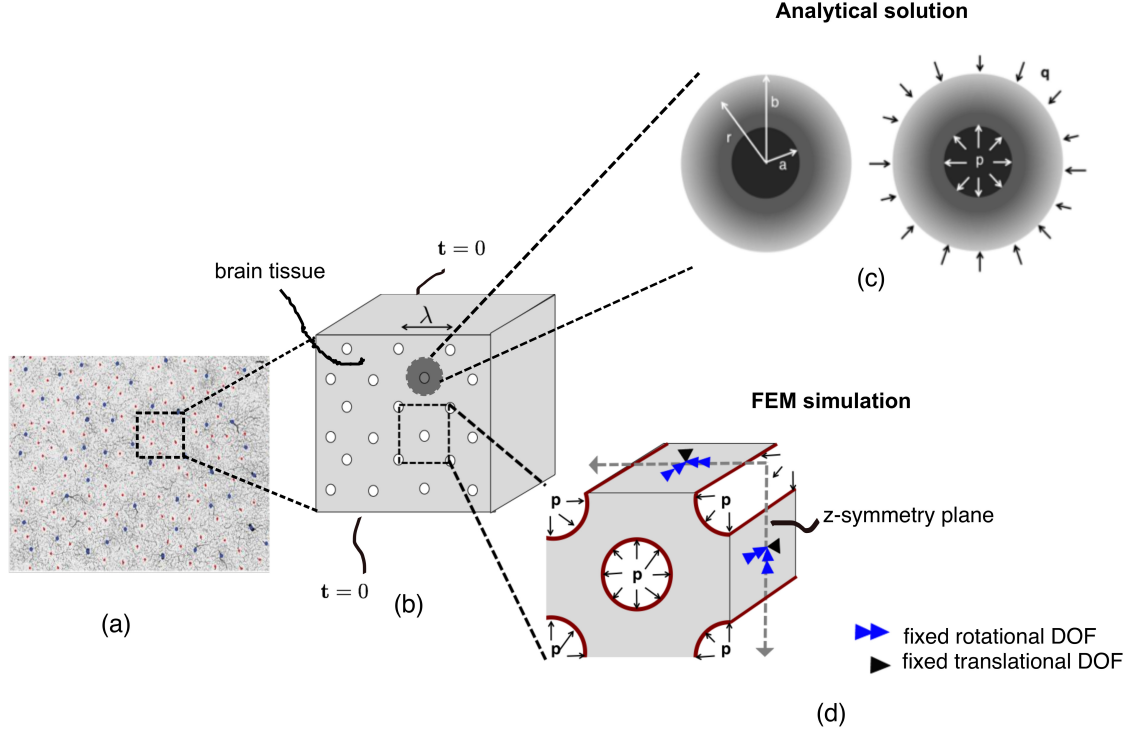 Analytical solution
b
r
a
p
q
(c)
t = 0
brain tissue
λ
FEM simulation
p
p
z-symmetry plane
p
t = 0
(b)
(a)
p
p
fixed rotational DOF
fixed translational DOF
(d)